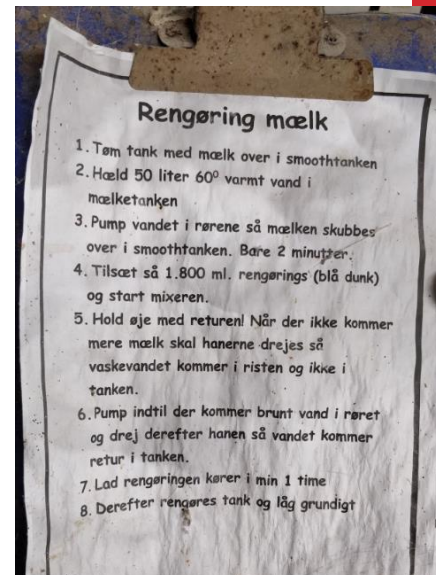 Rengøring mælk
1. Tøm tank med mælk over i smoothtanken
2. Hæld 50 liter 60° varmt vand i
mælketanken
3. Pump vandet i rørene så mælken skubbes
over i smoothtanken. Bare 2 minutter.
4. Tilsæt så 1.800 ml. rengørings (blå dunk)
og start mixeren.
5. Hold øje med returen! Når der ikke kommer
mere mælk skal hanerne drejes så
vaskevandet kommer i risten og ikke i
tanken.
6. Pump indtil der kommer brunt vand i røret
og drej derefter hanen så vandet kommer
retur i tanken.
7. Lad rengøringen kører i min 1 time
8. Derefter rengøres tank og låg grundigt